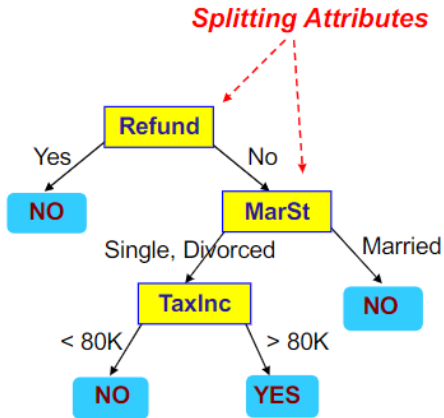 Splitting Attributes
Refund
Yes
No
NO
MarSt
Single, Divorced
Married
TaxInc
NO
< 80K
> 80K
NO
YES